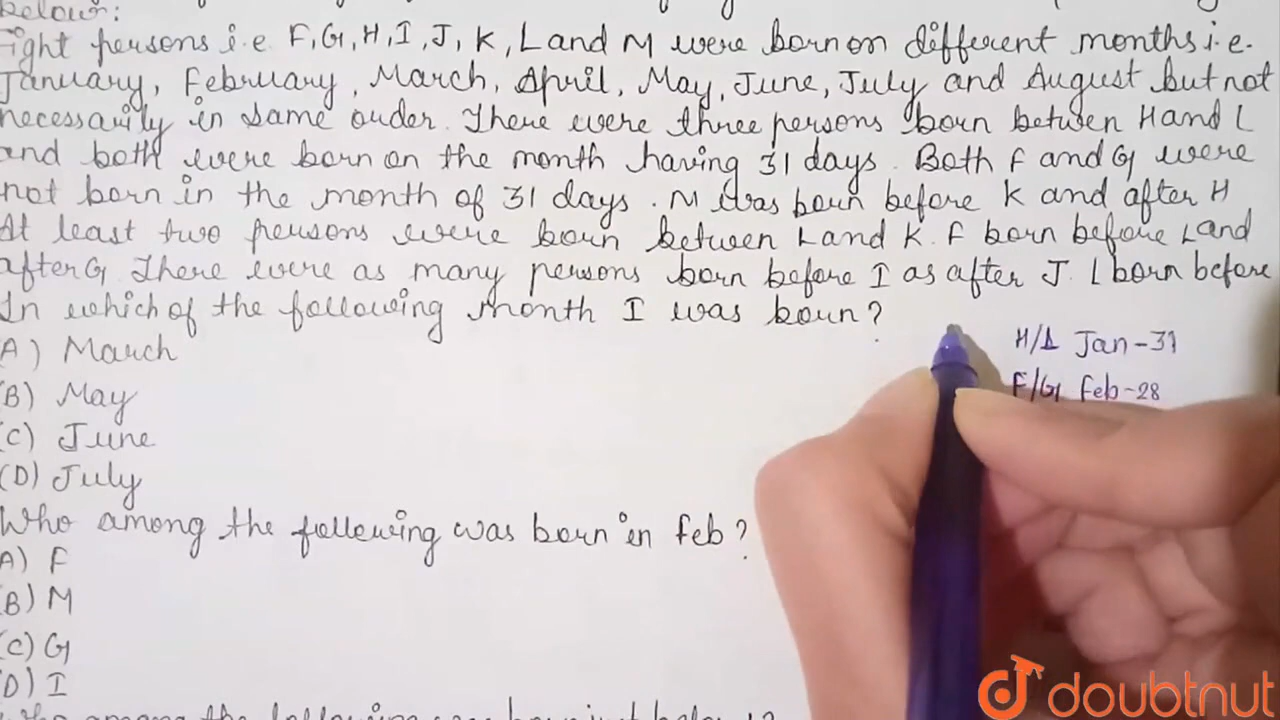 below:
Eight persons i.e F, G, H, I, J, K, L and M were born on different months i.e.
January, February, March, April, May, June, July and August but not
necessarily in same order. There were three persons born betwen H and L
and both were born on the month having 31 days. Both F and G were
not born in the month of 31 days. M was born before K and after H
At least two persons were born between L and K. F born before L and
after G. There were as many persons born before I as after J. L born before
In which of the following month I was born?
H/L Jan-31
(A) March
F/G Feb-28
(B) May
(C) June
(D) July
Who among the following was born in feb?
A) F
(B) M
(C) G
(D) I
doubtnut